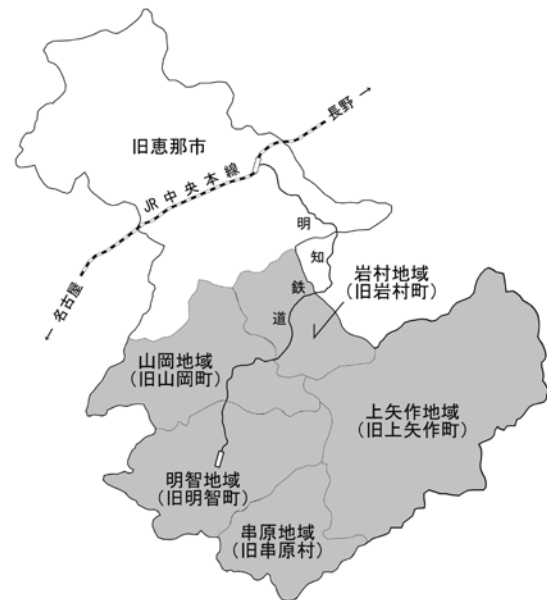 長野 →
旧恵那市
JR中央本線
← 名古屋
明知鉄道
岩村地域
(旧岩村町)
山岡地域
(旧山岡町)
上矢作地域
(旧上矢作町)
明智地域
(旧明智町)
串原地域
(旧串原村)